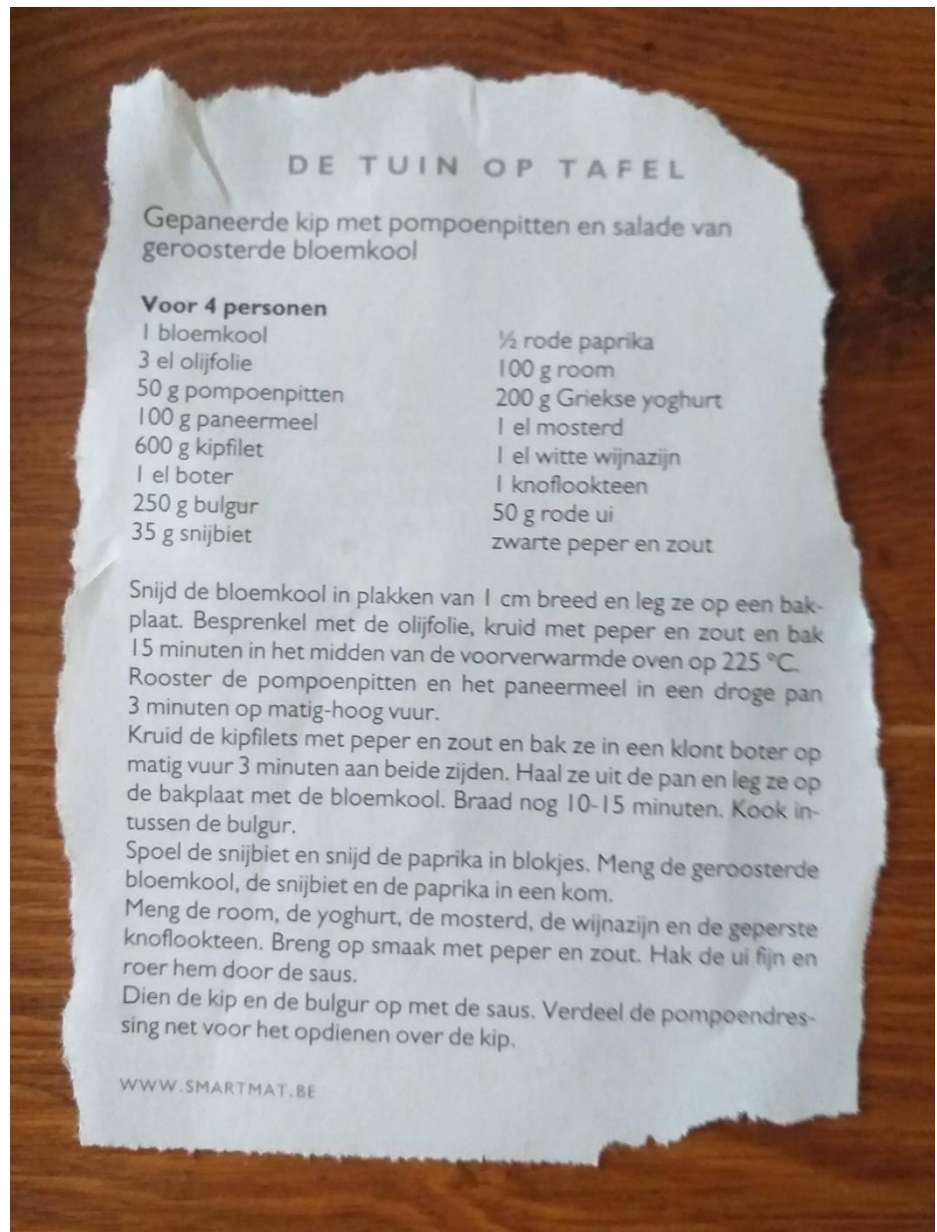 DE TUIN OP TAFEL
Gepaneerde kip met pompoenpitten en salade van
geroosterde bloemkool
Voor 4 personen
1 bloemkool
3 el olijfolie
50 g pompoenpitten
100 g paneermeel
600 g kipfilet
1 el boter
250 g bulgur
35 g snijbiet
½ rode paprika
100 g room
200 g Griekse yoghurt
1 el mosterd
1 el witte wijnazijn
1 knoflookteen
50 g rode ui
zwarte peper en zout
Snijd de bloemkool in plakken van 1 cm breed en leg ze op een bak-
plaat. Besprenkel met de olijfolie, kruid met peper en zout en bak
15 minuten in het midden van de voorverwarmde oven op 225 °C.
Rooster de pompoenpitten en het paneermeel in een droge pan
3 minuten op matig-hoog vuur.
Kruid de kipfilets met peper en zout en bak ze in een klont boter op
matig vuur 3 minuten aan beide zijden. Haal ze uit de pan en leg ze op
de bakplaat met de bloemkool. Braad nog 10-15 minuten. Kook in-
tussen de bulgur.
Spoel de snijbiet en snijd de paprika in blokjes. Meng de geroosterde
bloemkool, de snijbiet en de paprika in een kom.
Meng de room, de yoghurt, de mosterd, de wijnazijn en de geperste
knoflookteen. Breng op smaak met peper en zout. Hak de ui fijn en
roer hem door de saus.
Dien de kip en de bulgur op met de saus. Verdeel de pompoendres-
sing net voor het opdienen over de kip.
WWW.SMARTMAT.BE